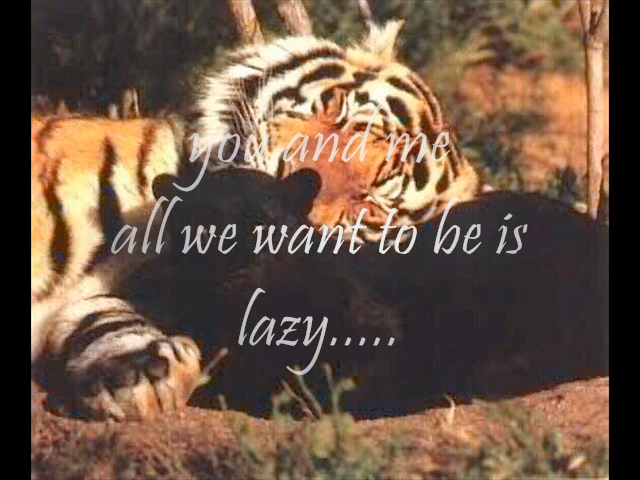 you and me
all we want to be is
lazy.....